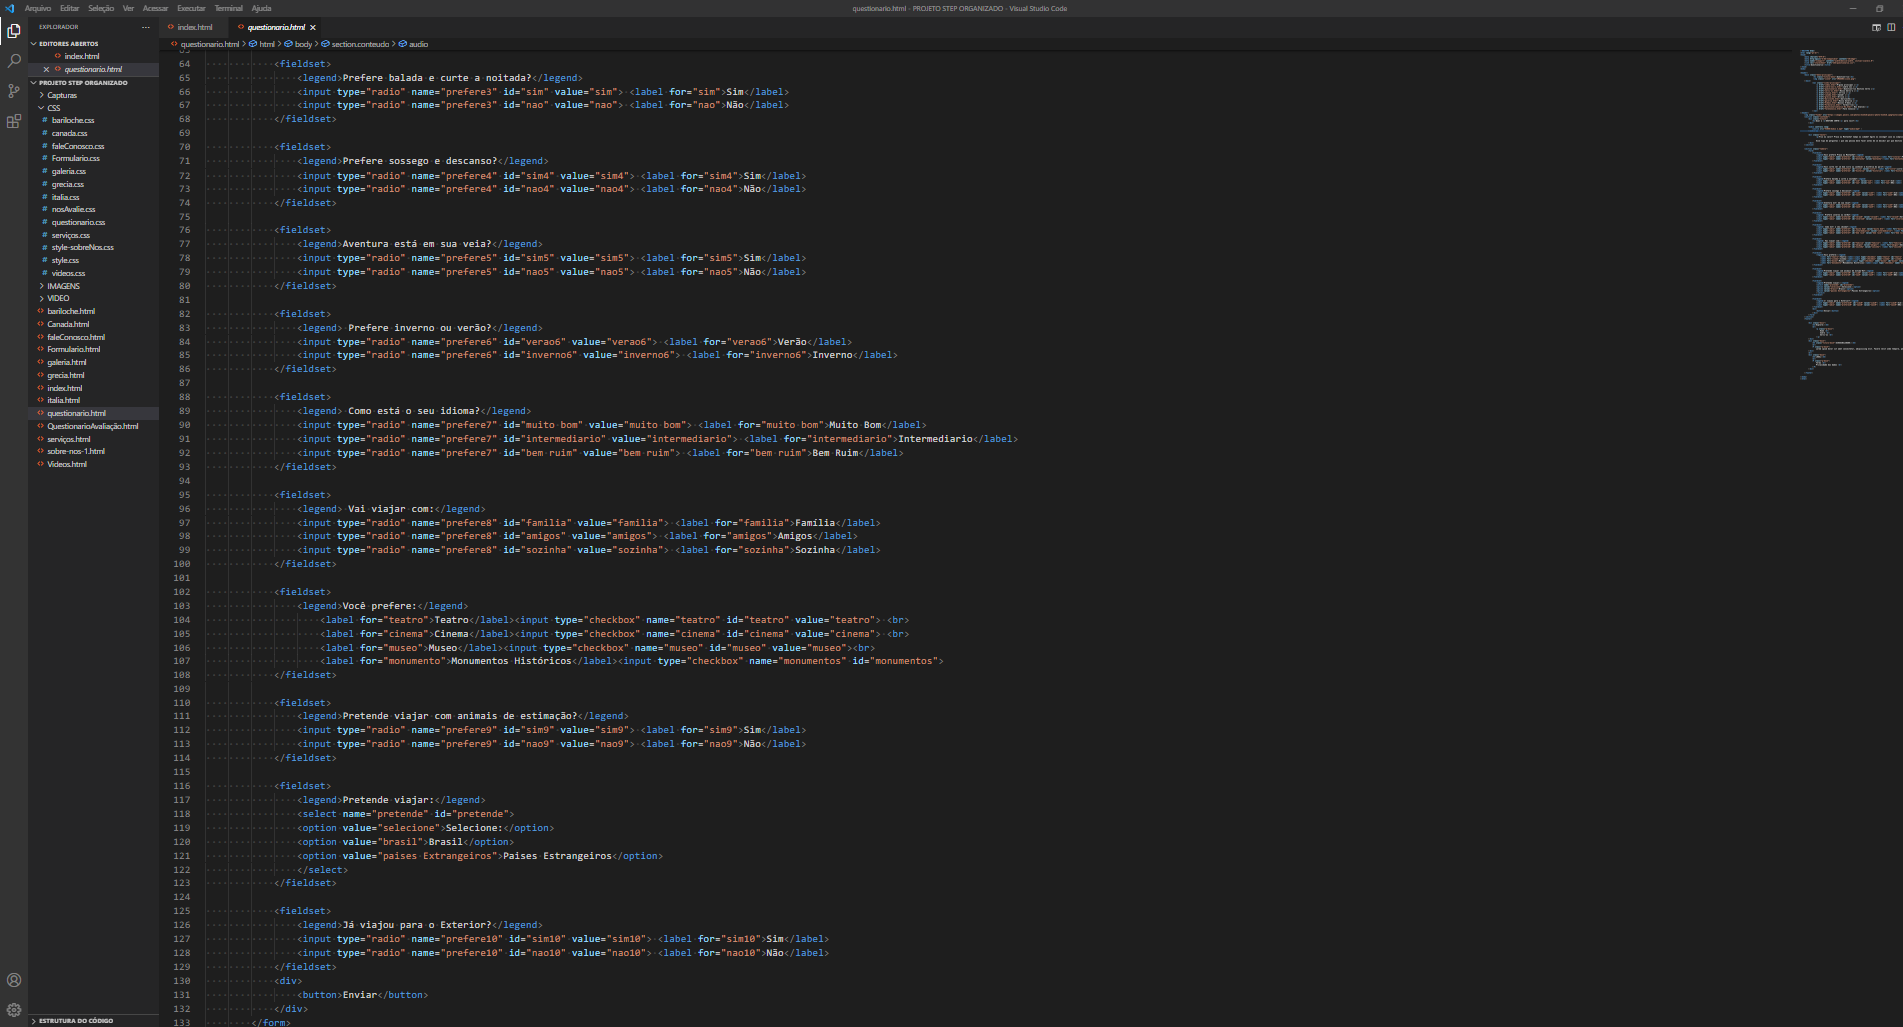 Arquivo Editar Seleção Ver Acessar Executar Terminal Ajuda
questionario.html - PROJETO STEP ORGANIZADO - Visual Studio Code
EXPLORADOR ...
EDITORES ABERTOS
index.html
questionario.html
PROJETO STEP ORGANIZADO
Capturas
CSS
# bariloche.css
# canada.css
# faleConosco.css
# Formulario.css
# galeria.css
# grecia.css
# italia.css
# nosAvalie.css
# questionario.css
# serviços.css
# style-sobreNos.css
# style.css
# videos.css
IMAGENS
VIDEO
bariloche.html
Canada.html
faleConosco.html
Formulario.html
galeria.html
grecia.html
index.html
italia.html
questionario.html
QuestionarioAvaliação.html
serviços.html
sobre-nos-1.html
Videos.html
ESTRUTURA DO CÓDIGO
index.html questionario.html
questionario.html > html > body > section.conteudo > audio
64 <fieldset>
65 <legend>Prefere balada e curte a noitada?</legend>
66 <input type="radio" name="prefere3" id="sim" value="sim"> <label for="sim">Sim</label>
67 <input type="radio" name="prefere3" id="nao" value="nao"> <label for="nao">Não</label>
68 </fieldset>
69
70 <fieldset>
71 <legend>Prefere sossego e descanso?</legend>
72 <input type="radio" name="prefere4" id="sim4" value="sim4"> <label for="sim4">Sim</label>
73 <input type="radio" name="prefere4" id="nao4" value="nao4"> <label for="nao4">Não</label>
74 </fieldset>
75
76 <fieldset>
77 <legend>Aventura está em sua veia?</legend>
78 <input type="radio" name="prefere5" id="sim5" value="sim5"> <label for="sim5">Sim</label>
79 <input type="radio" name="prefere5" id="nao5" value="nao5"> <label for="nao5">Não</label>
80 </fieldset>
81
82 <fieldset>
83 <legend> Prefere inverno ou verão?</legend>
84 <input type="radio" name="prefere6" id="verao6" value="verao6"> <label for="verao6">Verão</label>
85 <input type="radio" name="prefere6" id="inverno6" value="inverno6"> <label for="inverno6">Inverno</label>
86 </fieldset>
87
88 <fieldset>
89 <legend> Como está o seu idioma?</legend>
90 <input type="radio" name="prefere7" id="muito bom" value="muito bom"> <label for="muito bom">Muito Bom</label>
91 <input type="radio" name="prefere7" id="intermediario" value="intermediario"> <label for="intermediario">Intermediario</label>
92 <input type="radio" name="prefere7" id="bem ruim" value="bem ruim"> <label for="bem ruim">Bem Ruim</label>
93 </fieldset>
94
95 <fieldset>
96 <legend> Vai viajar com:</legend>
97 <input type="radio" name="prefere8" id="familia" value="familia"> <label for="familia">Família</label>
98 <input type="radio" name="prefere8" id="amigos" value="amigos"> <label for="amigos">Amigos</label>
99 <input type="radio" name="prefere8" id="sozinha" value="sozinha"> <label for="sozinha">Sozinha</label>
100 </fieldset>
101
102 <fieldset>
103 <legend>Você prefere:</legend>
104 <label for="teatro">Teatro</label><input type="checkbox" name="teatro" id="teatro" value="teatro"> <br>
105 <label for="cinema">Cinema</label><input type="checkbox" name="cinema" id="cinema" value="cinema"> <br>
106 <label for="museo">Museo</label><input type="checkbox" name="museo" id="museo" value="museo"><br>
107 <label for="monumento">Monumentos Históricos</label><input type="checkbox" name="monumentos" id="monumentos">
108 </fieldset>
109
110 <fieldset>
111 <legend>Pretende viajar com animais de estimação?</legend>
112 <input type="radio" name="prefere9" id="sim9" value="sim9"> <label for="sim9">Sim</label>
113 <input type="radio" name="prefere9" id="nao9" value="nao9"> <label for="nao9">Não</label>
114 </fieldset>
115
116 <fieldset>
117 <legend>Pretende viajar:</legend>
118 <select name="pretende" id="pretende">
119 <option value="selecione">Selecione:</option>
120 <option value="brasil">Brasil</option>
121 <option value="paises Extrangeiros">Paises Estrangeiros</option>
122 </select>
123 </fieldset>
124
125 <fieldset>
126 <legend>Já viajou para o Exterior?</legend>
127 <input type="radio" name="prefere10" id="sim10" value="sim10"> <label for="sim10">Sim</label>
128 <input type="radio" name="prefere10" id="nao10" value="nao10"> <label for="nao10">Não</label>
129 </fieldset>
130 <div>
131 <button>Enviar</button>
132 </div>
133 </form>